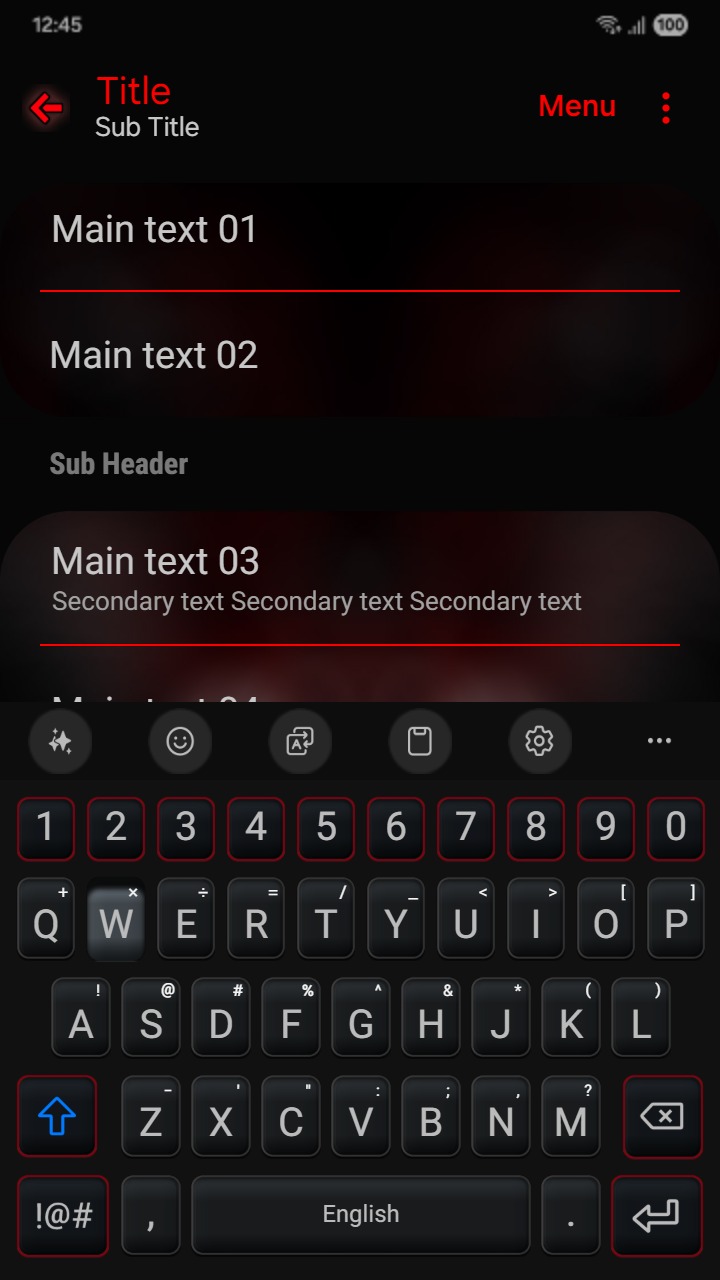 12:45
100
Title
Sub Title
Menu
Main text 01
Main text 02
Sub Header
Main text 03
Secondary text Secondary text Secondary text
1 2 3 4 5 6 7 8 9 0
+ × ÷ = / _ < > [ ]
Q W E R T Y U I O P
! @ # % ^ & * ( )
A S D F G H J K L
- ' " : ; , ?
Z X C V B N M
!@# , English .